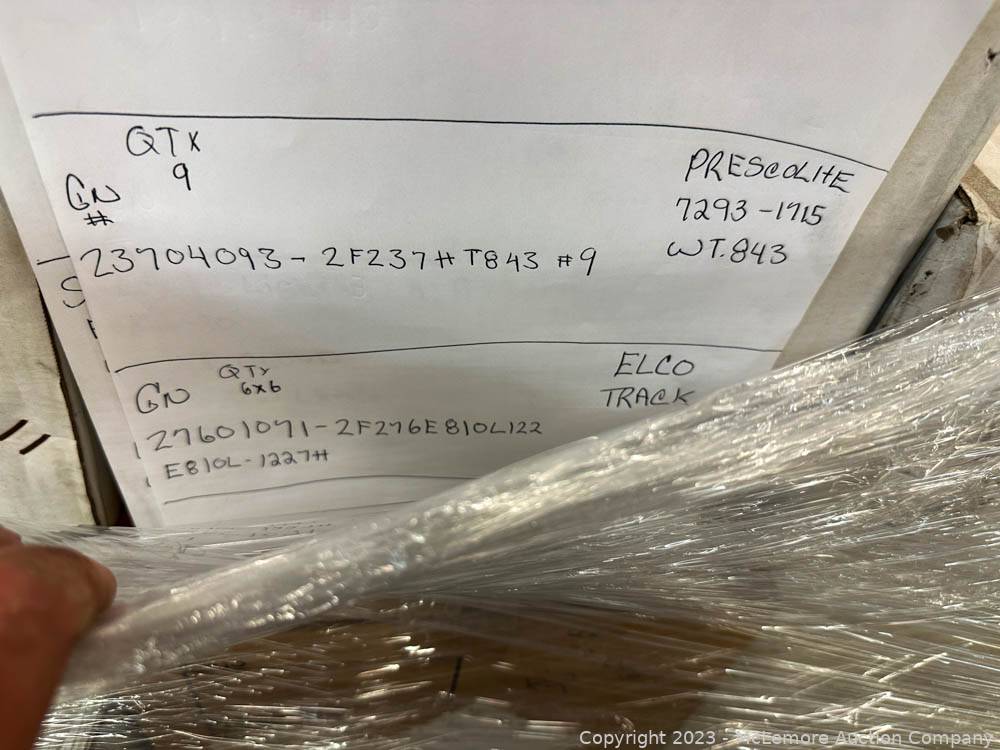 QTY
9
GN
#
PRESCOLITE
7293-1715
WT.843
23704093- 2F237HT843 #9
GN
QTY
6x6
ELCO
TRACK
27601071-2F276E810L122
E810L-1227H
Copyright 2023 - McLemore Auction Company